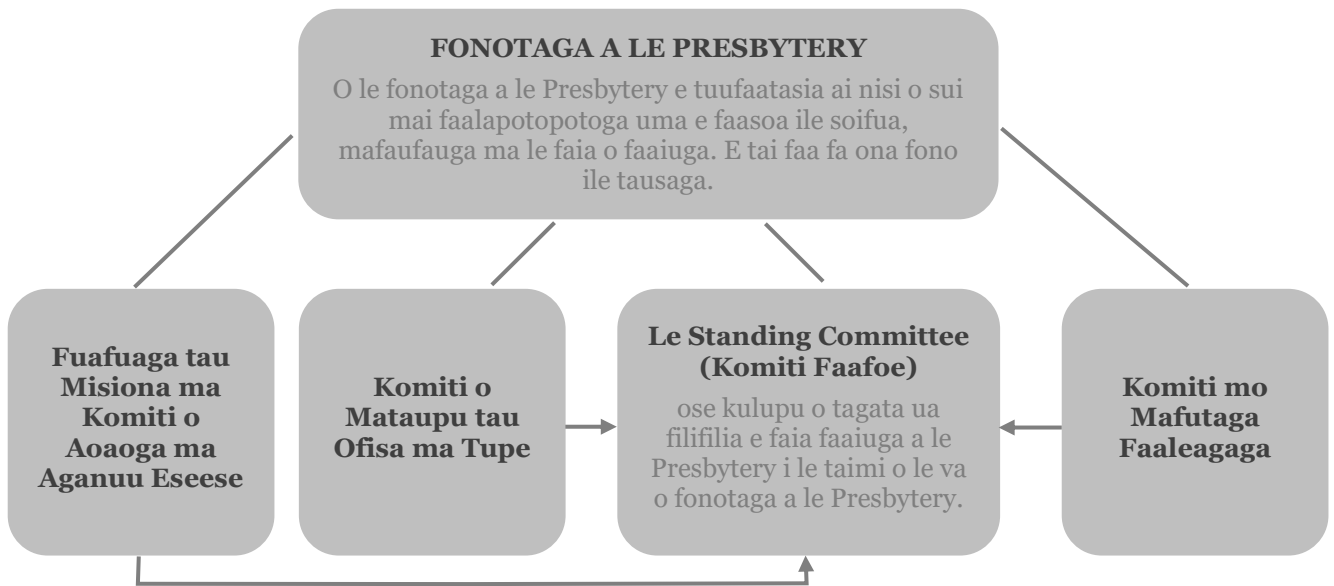 FONOTAGA A LE PRESBYTERY
O le fonotaga a le Presbytery e tuufaatasia ai nisi o sui
mai faalapotopotoga uma e faasoa ile soifua,
mafaufauga ma le faia o faaiuga. E tai faa fa ona fono
ile tausaga.
Fuafuaga tau
Misiona ma
Komiti o
Aoaoga ma
Aganuu Eseese
Komiti o
Mataupu tau
Ofisa ma Tupe
Le Standing Committee
(Komiti Faafoe)
ose kulupu o tagata ua
filifilia e faia faaiuga a le
Presbytery i le taimi o le va
o fonotaga a le Presbytery.
Komiti mo
Mafutaga
Faaleagaga